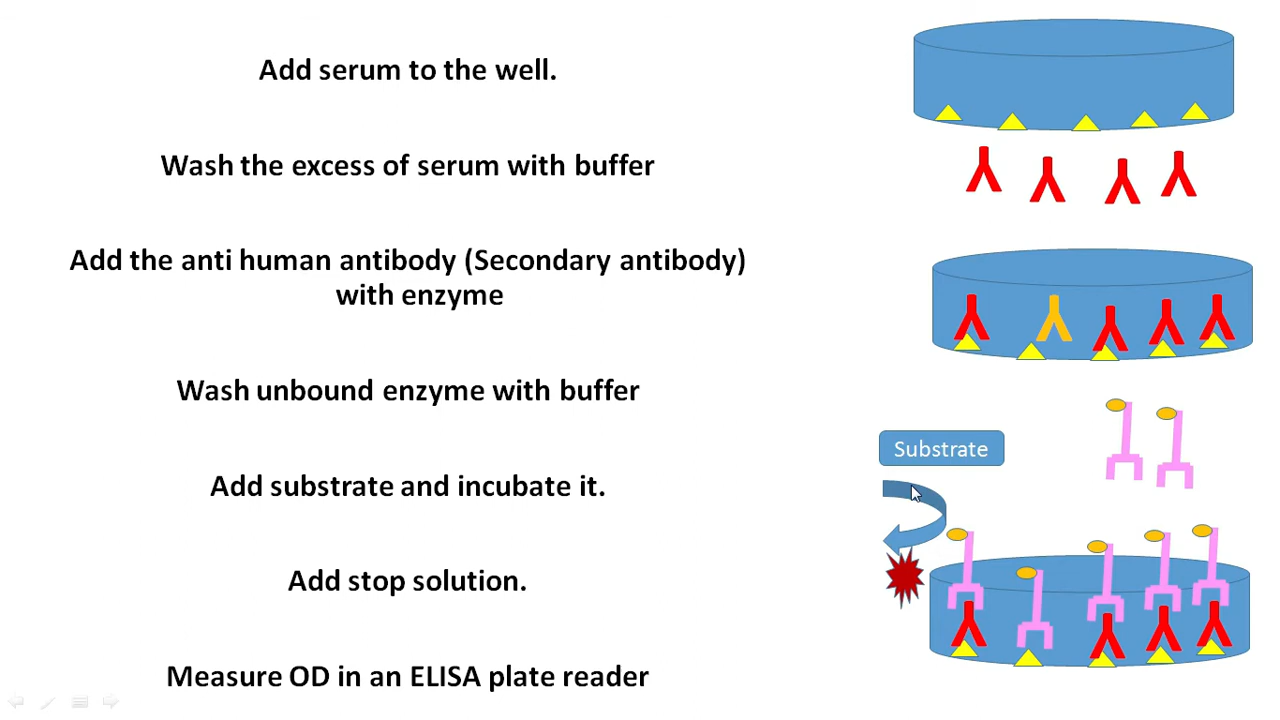 Add serum to the well.
Wash the excess of serum with buffer
Add the anti human antibody (Secondary antibody)
with enzyme
Wash unbound enzyme with buffer
Substrate
Add substrate and incubate it.
Add stop solution.
Measure OD in an ELISA plate reader